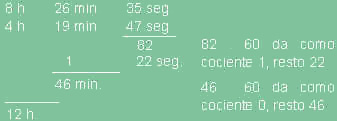 8 h 26 min 35 seg
4 h 19 min 47 seg
82
1 22 seg.
46 min.
12 h.
82 : 60 da como
cociente 1, resto 22
46 60 da como
cociente 0, resto 46